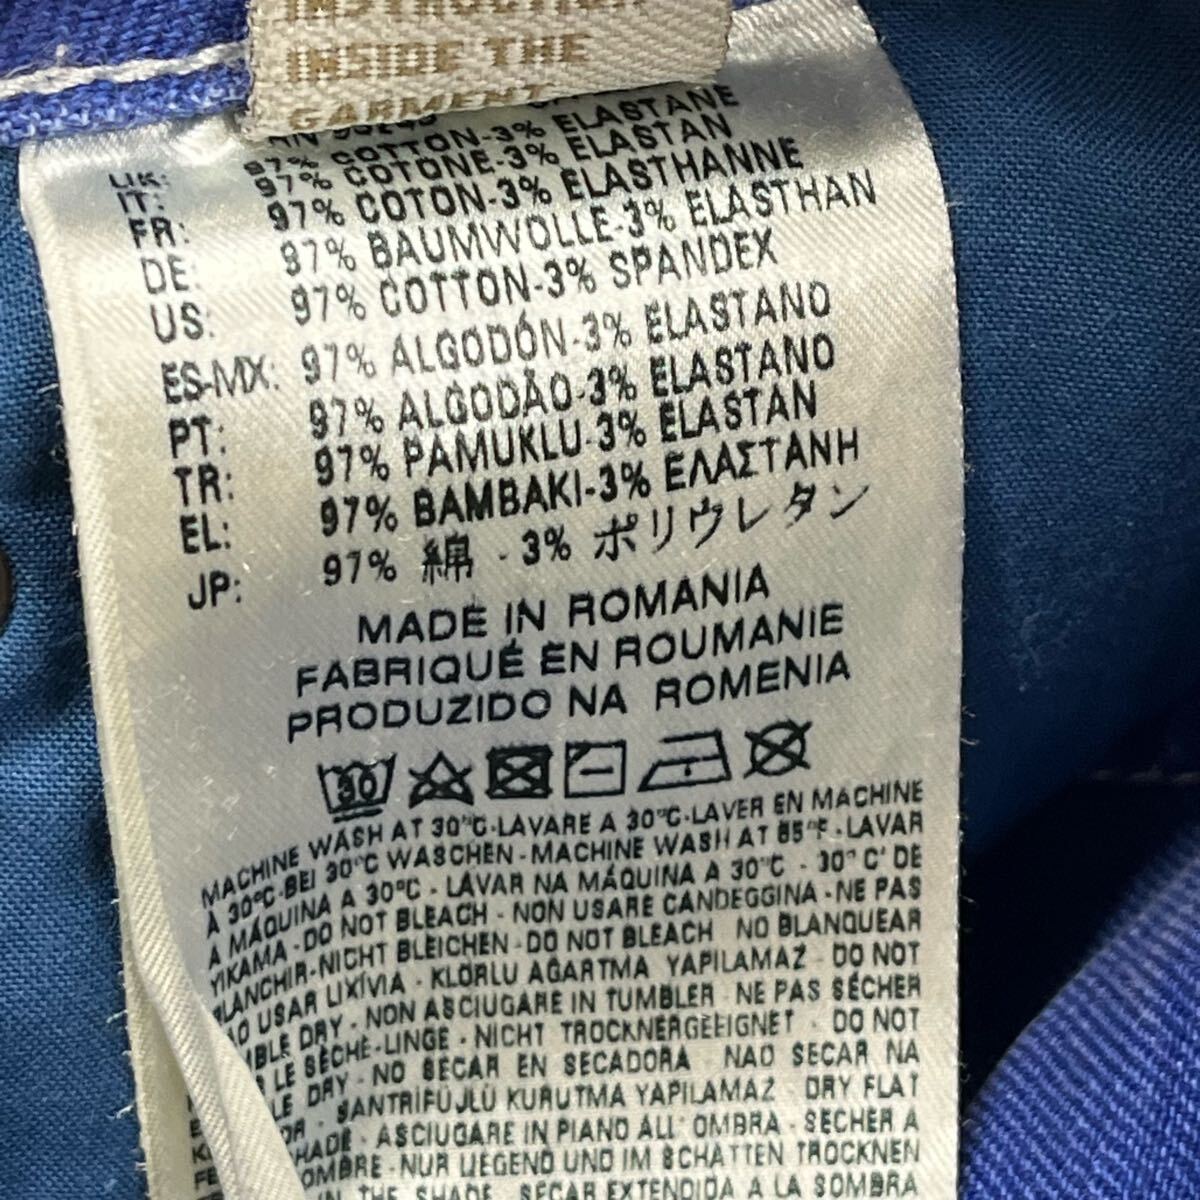 INSIDE THE
GARMENT
UK: 97% COTTON-3% ELASTANE
IT: 97% COTONE-3% ELASTAN
FR: 97% COTON-3% ELASTHANNE
DE: 97% BAUMWOLLE-3% ELASTHAN
US: 97% COTTON-3% SPANDEX
ES-MX: 97% ALGODÓN-3% ELASTANO
PT: 97% ALGODÃO-3% ELASTANO
TR: 97% PAMUKLU-3% ELASTAN
EL: 97% BAMBAKI-3% ΕΛΑΣΤΑΝΗ
JP: 97% 綿 - 3% ポリウレタン
MADE IN ROMANIA
FABRIQUÉ EN ROUMANIE
PRODUZIDO NA ROMENIA
30
MACHINE WASH AT 30°C-LAVARE A 30°C-LAVER EN MACHINE
A 30°C-BEI 30°C WASCHEN-MACHINE WASH AT 85°F-LAVAR
A MÁQUINA A 30°C - LAVAR NA MÁQUINA A 30°C - 30°C' DE
YIKAMA-DO NOT BLEACH - NON USARE CANDEGGINA - NE PAS
BLANCHIR-NICHT BLEICHEN-DO NOT BLEACH NO BLANQUEAR
USAR LIXÍVIA - KLORLU AĞARTMA YAPILAMAZ - DO NOT
DRY - NON ASCIUGARE IN TUMBLER - NE PAS SÉCHER
LE SÈCHE-LINGE - NICHT TROCKNERGEEIGNET - DO NOT
DRY - NO SECAR EN SECADORA NAO SECAR NA
SANTRIFÜJLÜ KURUTMA YAPILAMAZ - DRY FLAT
SHADE - ASCIUGARE IN PIANO ALL' OMBRA - SÉCHER A
OMBRE-NUR LIEGEND UND IM SCHATTEN TROCKNEN
IN THE SHADE SECAR EXTENDIDA A LA SOMBRA